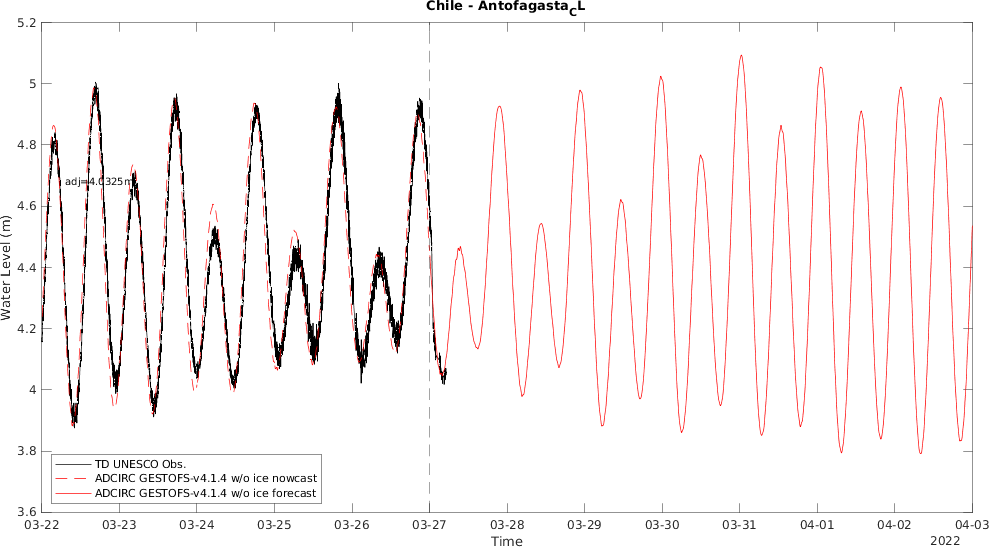 Chile - Antofagasta_CL
5.2
5
4.8
4.6
4.4
4.2
4
3.8
3.6
Water Level (m)
adj=4.0325m
TD UNESCO Obs.
ADCIRC GESTOFS-v4.1.4 w/o ice nowcast
ADCIRC GESTOFS-v4.1.4 w/o ice forecast
03-22 03-23 03-24 03-25 03-26 03-27 03-28 03-29 03-30 03-31 04-01 04-02 04-03
Time
2022